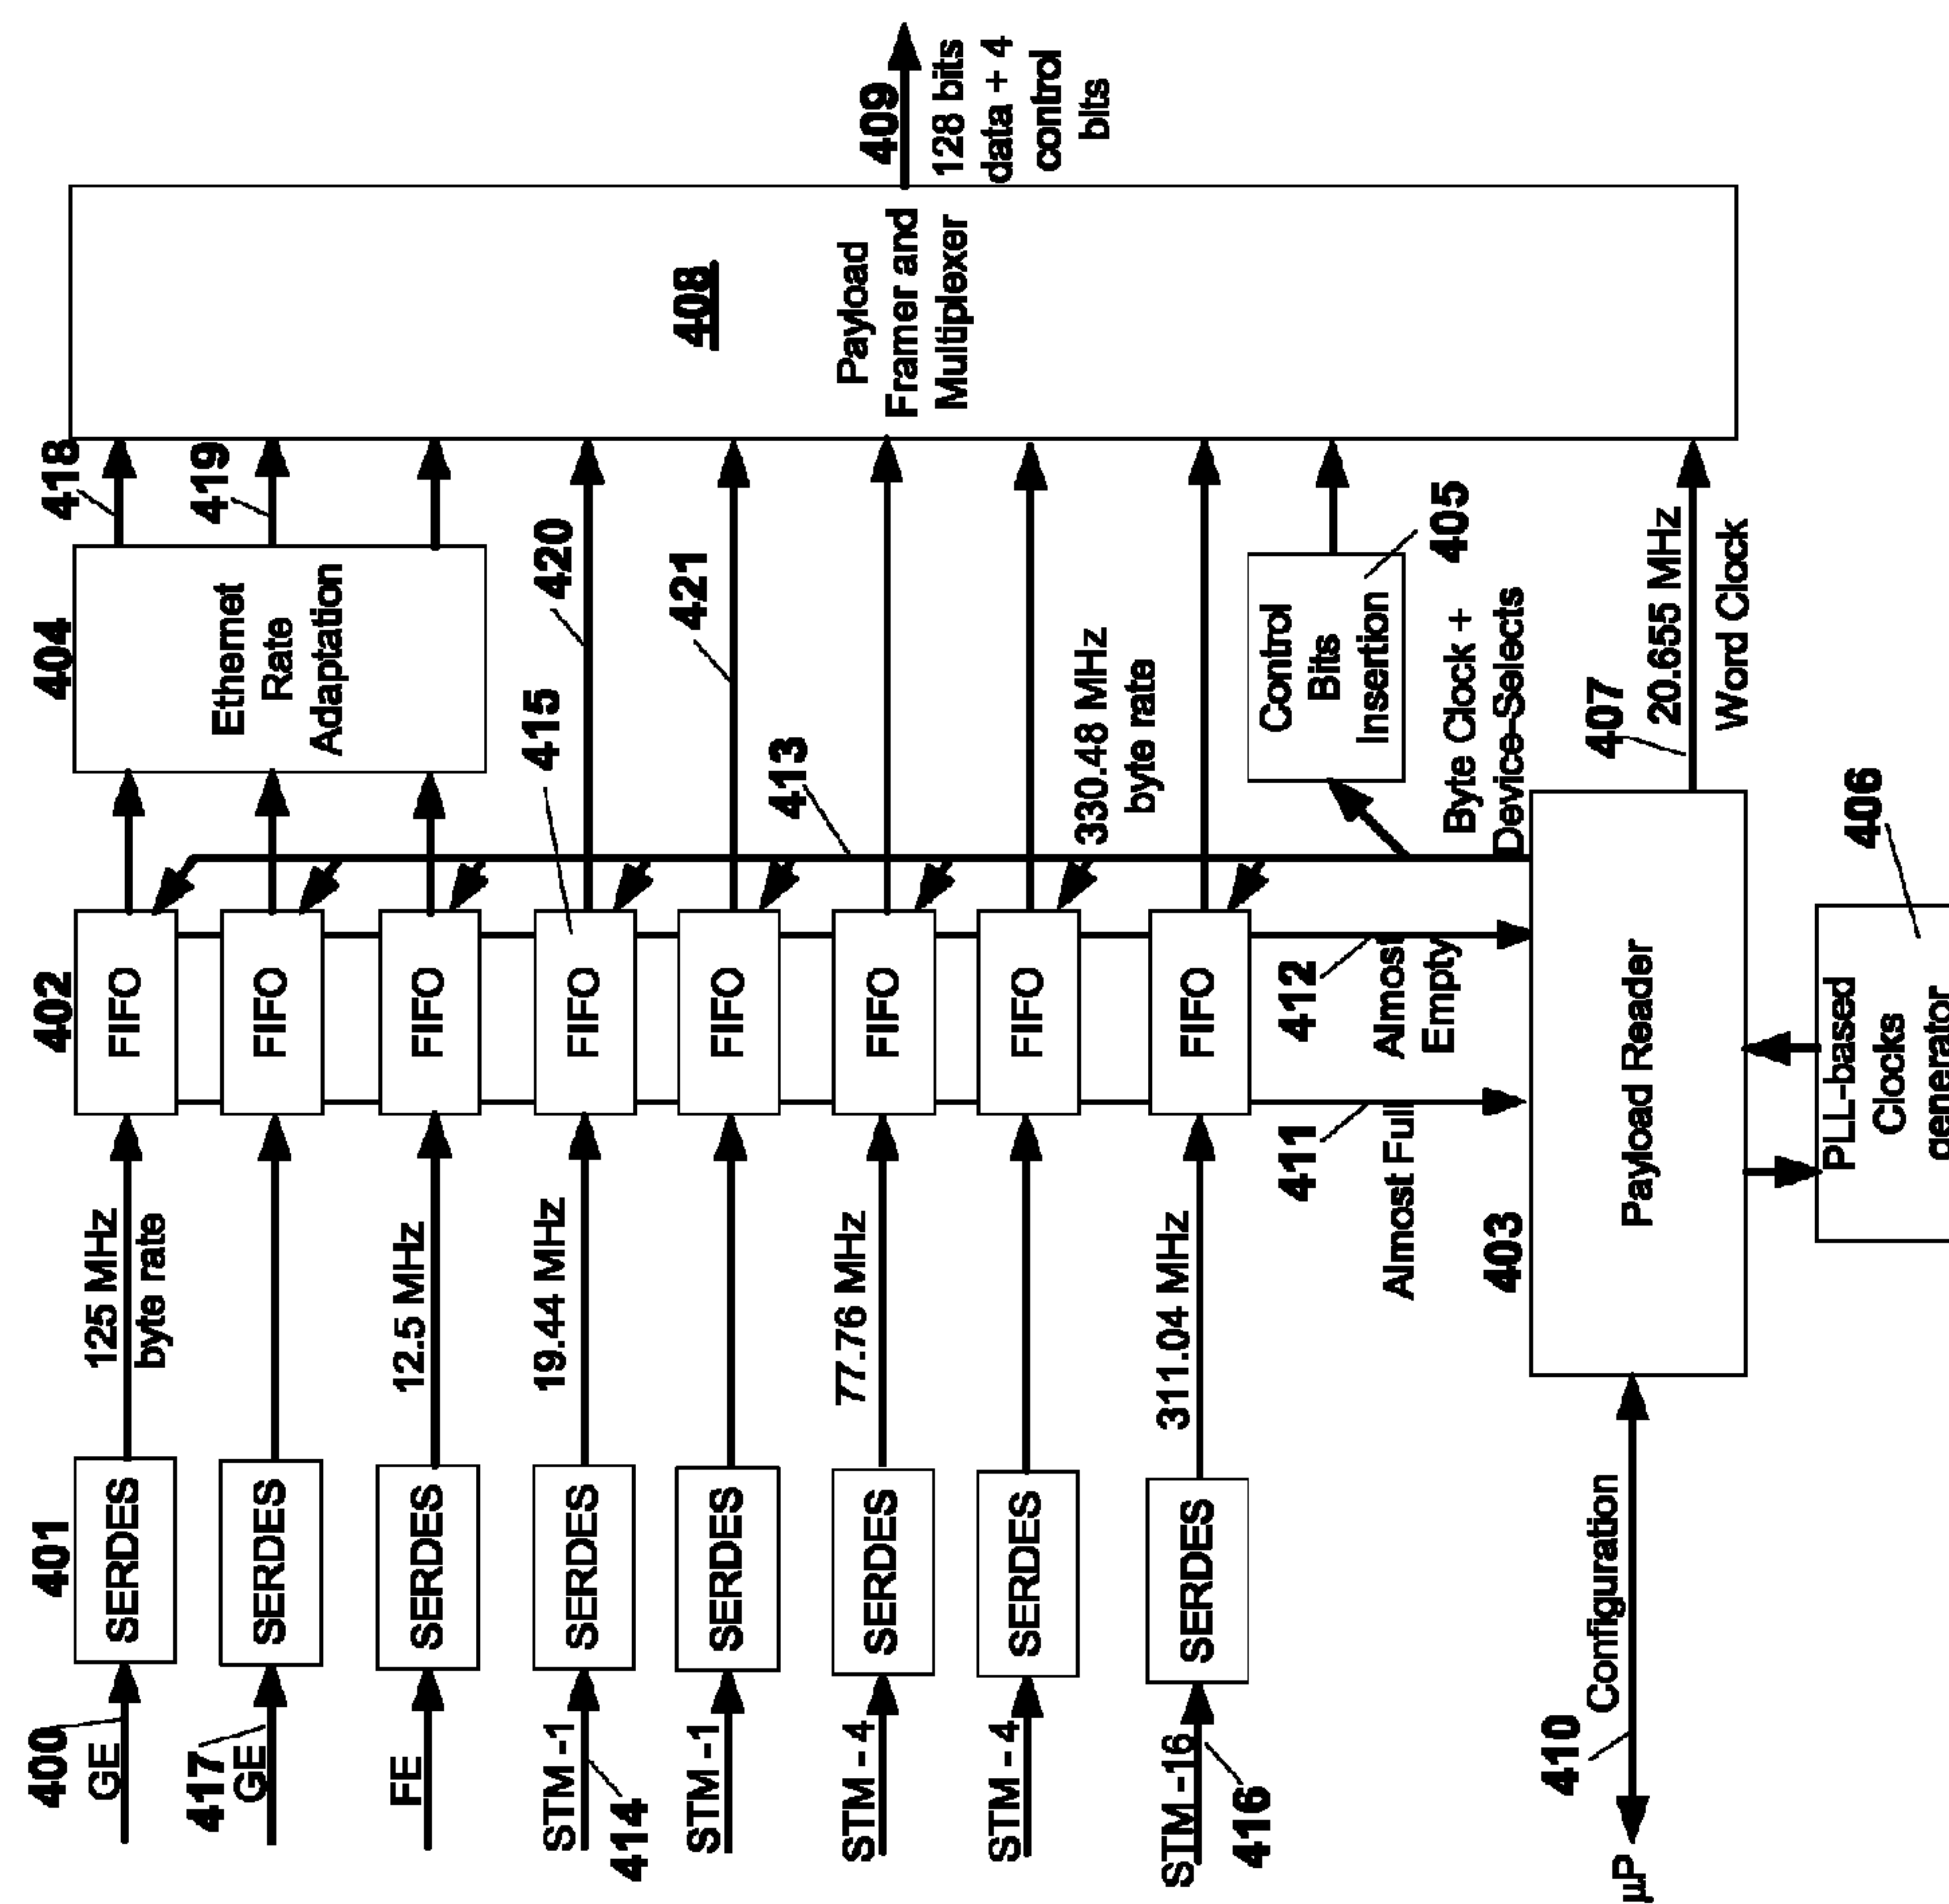 400
GE
401
SERDES
125 MHz
byte rate
402
FIFO
404
Ethernet
Rate
Adaptation
418
417
GE
SERDES
FIFO
419
FE
SERDES
12.5 MHz
FIFO
STM -1
414
SERDES
19.44 MHz
FIFO
415
420
STM -1
SERDES
FIFO
421
413
STM - 4
SERDES
77.76 MHz
FIFO
STM - 4
SERDES
FIFO
330.48 MHz
byte rate
STM -16
416
SERDES
311.04 MHz
FIFO
408
Payload
Framer and
Multiplexer
409
128 bits
data + 4
control
bits
411
Almost Full
412
Almost
Empty
Control
Bits
Insertion
405
Byte Clock +
Device Selects
µP
410
Configuration
403
Payload Reader
407
20.655 MHz
Word Clock
406
PLL-based
Clocks
generator